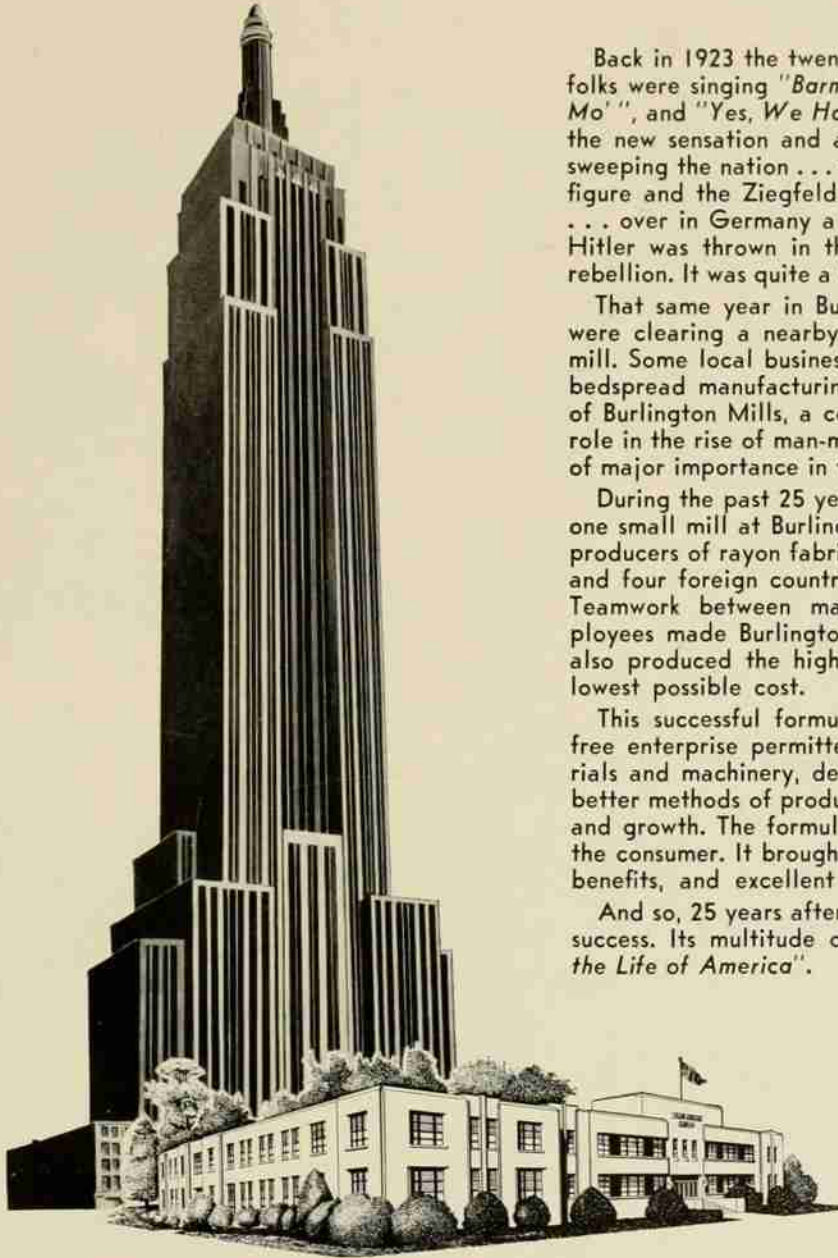 Back in 1923 the twen
folks were singing "Barn
Mo' ", and "Yes, We Ha
the new sensation and a
sweeping the nation . . .
figure and the Ziegfeld
. . . over in Germany a
Hitler was thrown in th
rebellion. It was quite a
That same year in Bu
were clearing a nearby
mill. Some local busines
bedspread manufacturin
of Burlington Mills, a c
role in the rise of man-m
of major importance in
During the past 25 ye
one small mill at Burling
producers of rayon fabri
and four foreign countr
Teamwork between ma
ployees made Burlingto
also produced the high
lowest possible cost.
This successful formu
free enterprise permitte
rials and machinery, de
better methods of produ
and growth. The formul
the consumer. It brough
benefits, and excellent
And so, 25 years after
success. Its multitude o
the Life of America".